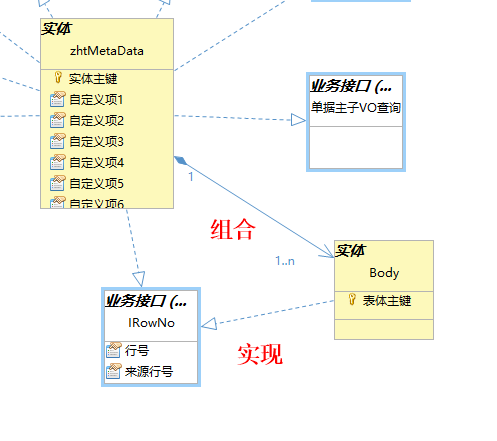 实体
zhtMetaData
实体主键
自定义项1
自定义项2
自定义项3
自定义项4
自定义项5
自定义项6
业务接口 (...
单据主子VO查询
1
组合
1..n
实体
Body
表体主键
业务接口 (...
IRowNo
行号
来源行号
实现